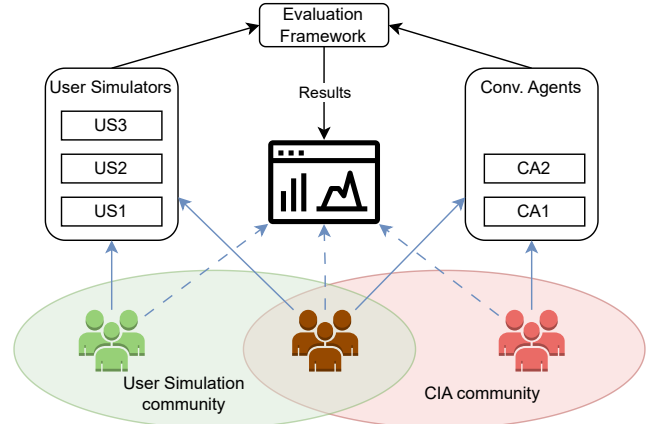 Evaluation
Framework
User Simulators
Results
Conv. Agents
US3
US2
CA2
US1
CA1
User Simulation
community
CIA community